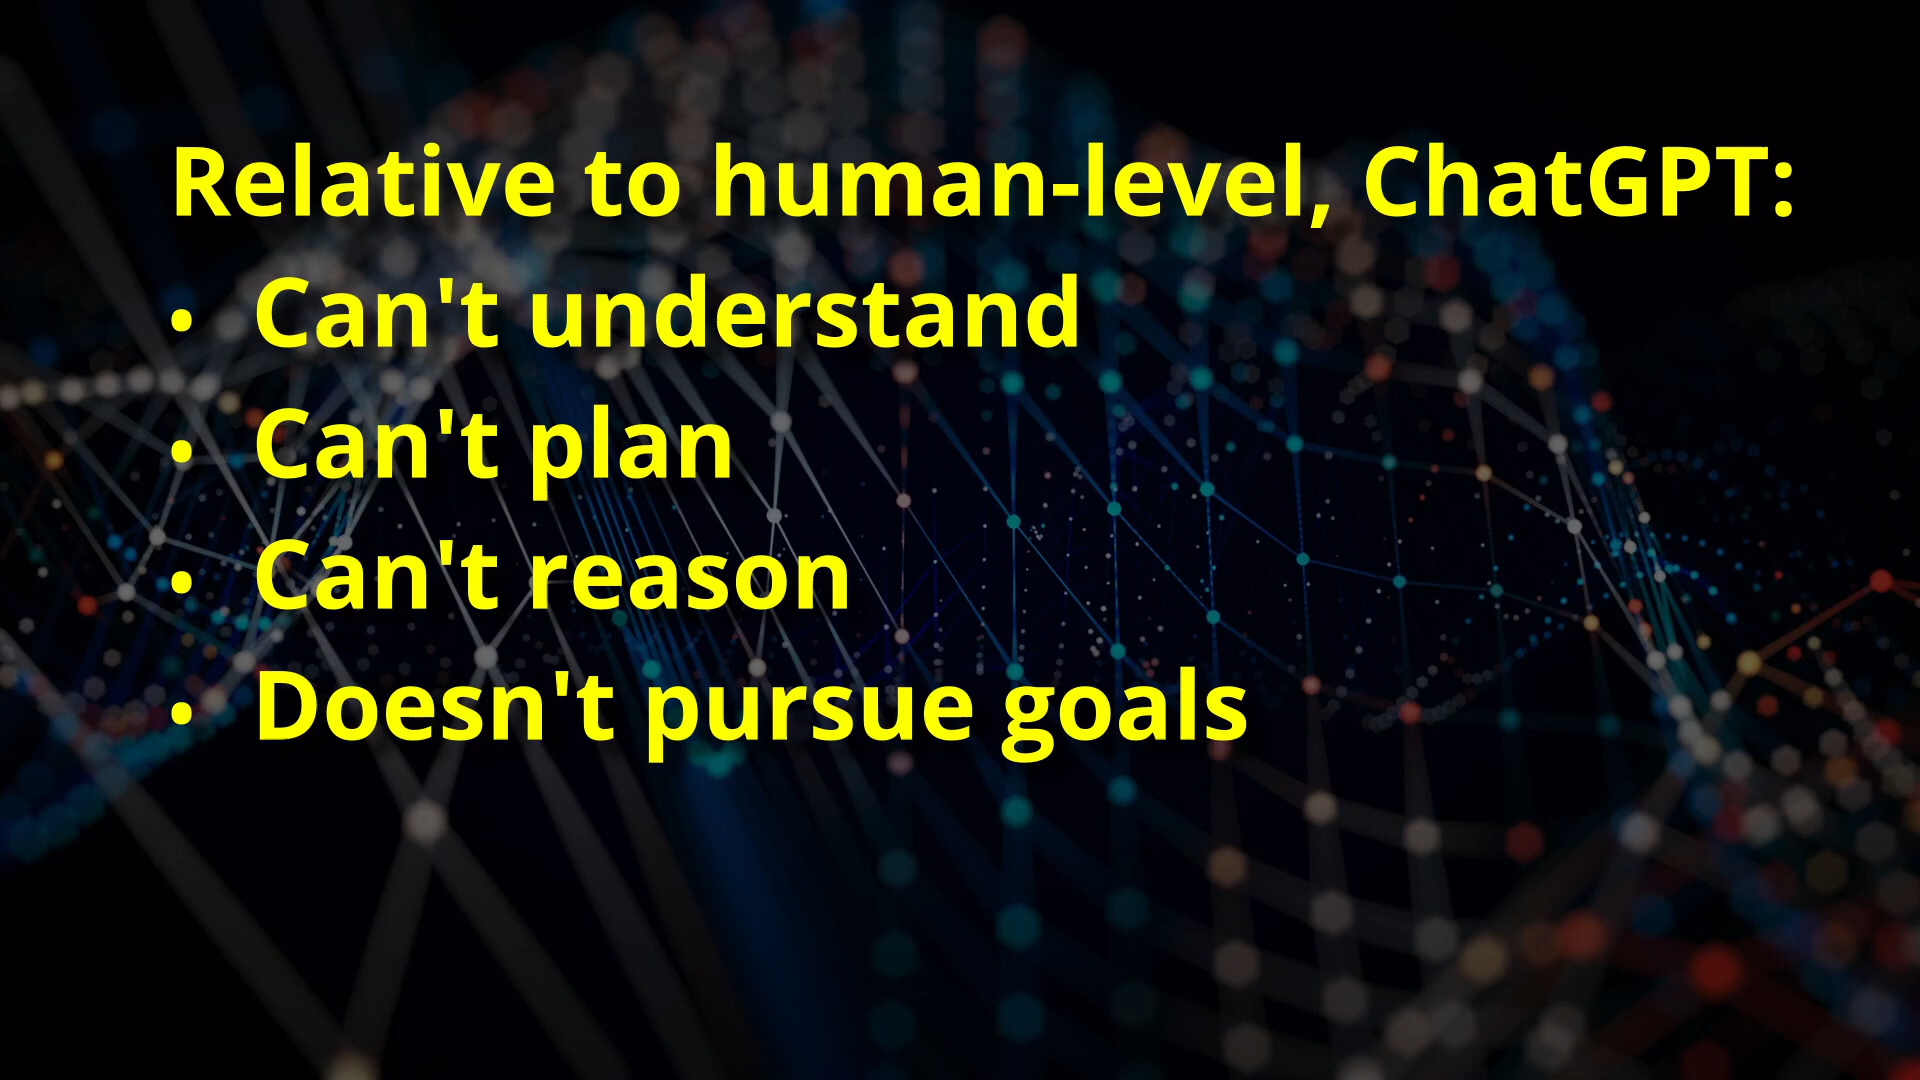 Relative to human-level, ChatGPT:
• Can't understand
• Can't plan
• Can't reason
• Doesn't pursue goals